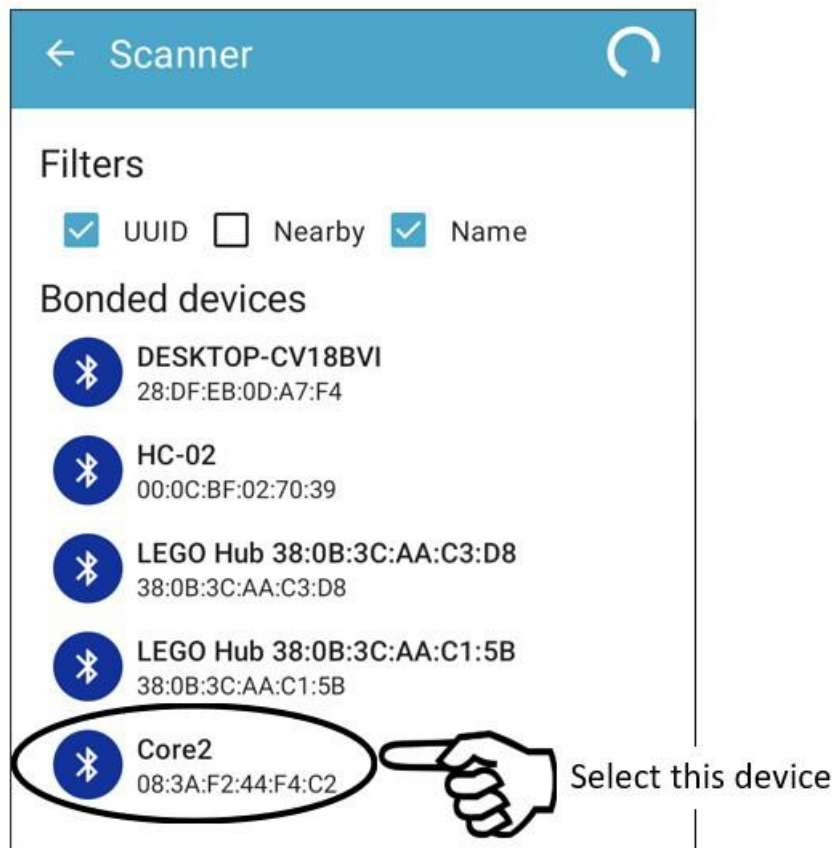 Scanner
Filters
UUID Nearby Name
Bonded devices
DESKTOP-CV18BVI
28:DF:EB:0D:A7:F4
HC-02
00:0C:BF:02:70:39
LEGO Hub 38:0B:3C:AA:C3:D8
38:0B:3C:AA:C3:D8
LEGO Hub 38:0B:3C:AA:C1:5B
38:0B:3C:AA:C1:5B
Core2
08:3A:F2:44:F4:C2
Select this device